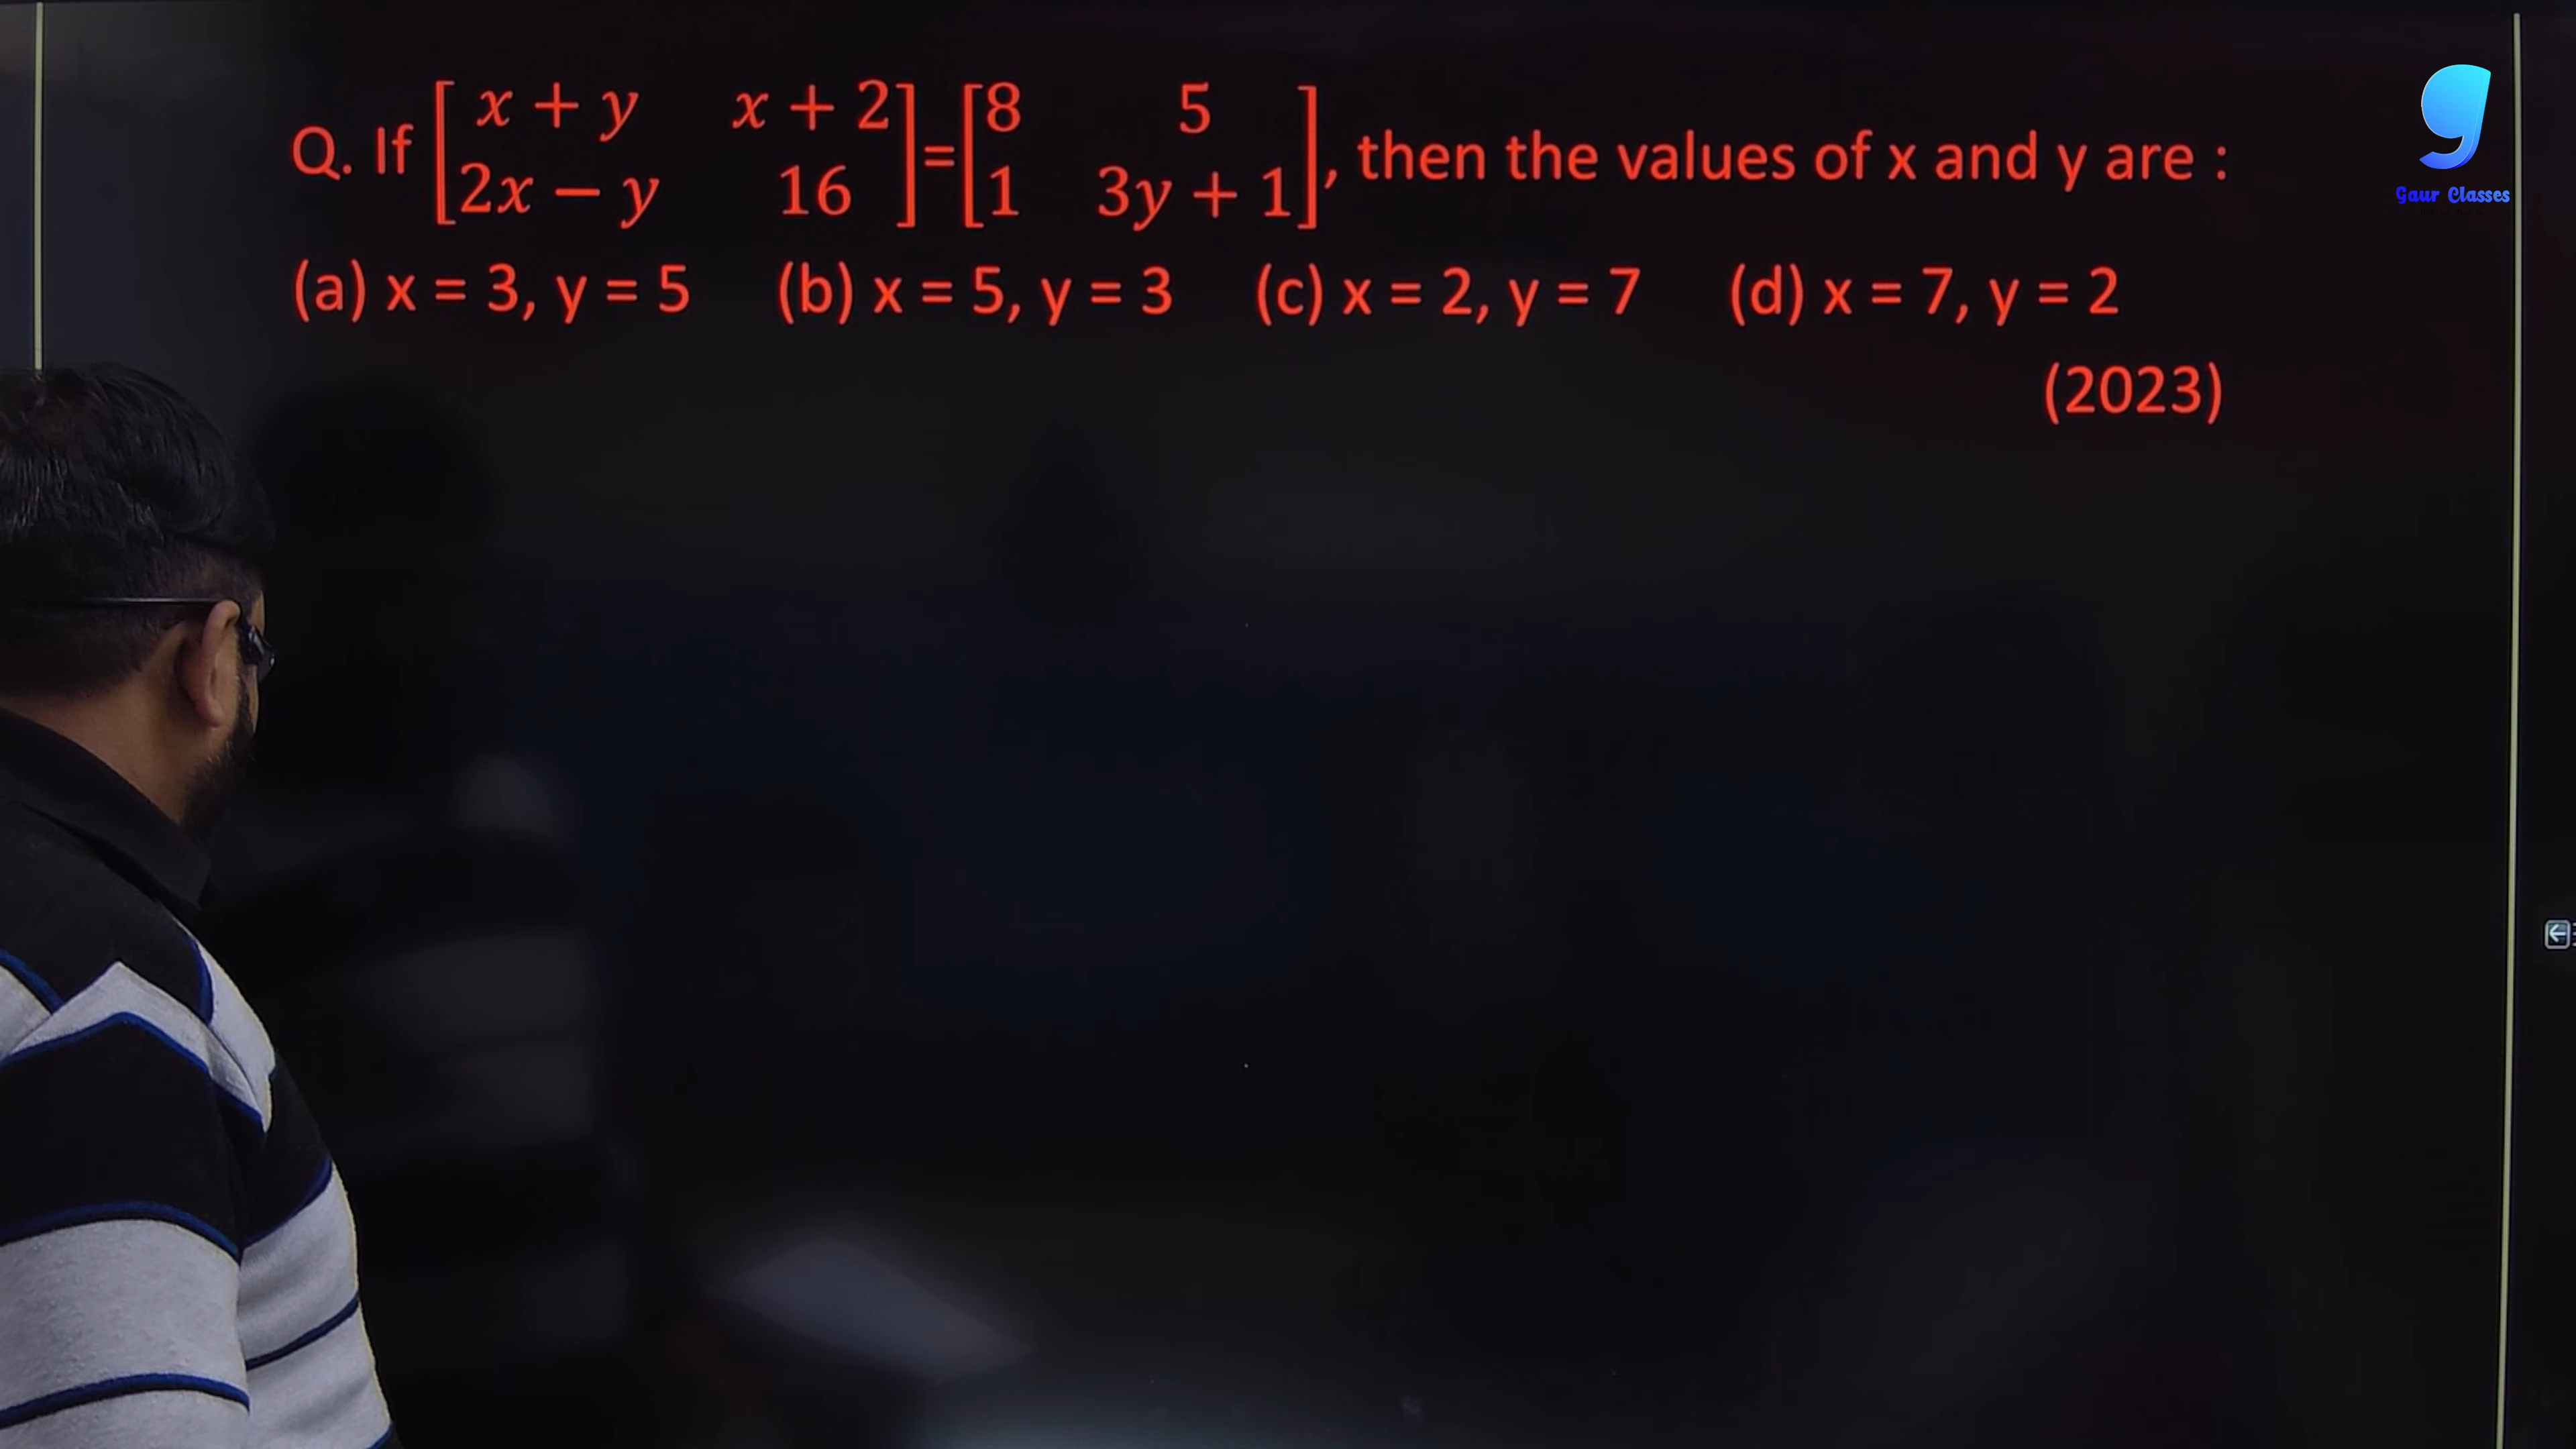 Q. If [x + y x + 2 2x − y 16]=[8 5 1 3y + 1], then the values of x and y are :
(a) x = 3, y = 5 (b) x = 5, y = 3 (c) x = 2, y = 7 (d) x = 7, y = 2
(2023)
g
Gaur Classes